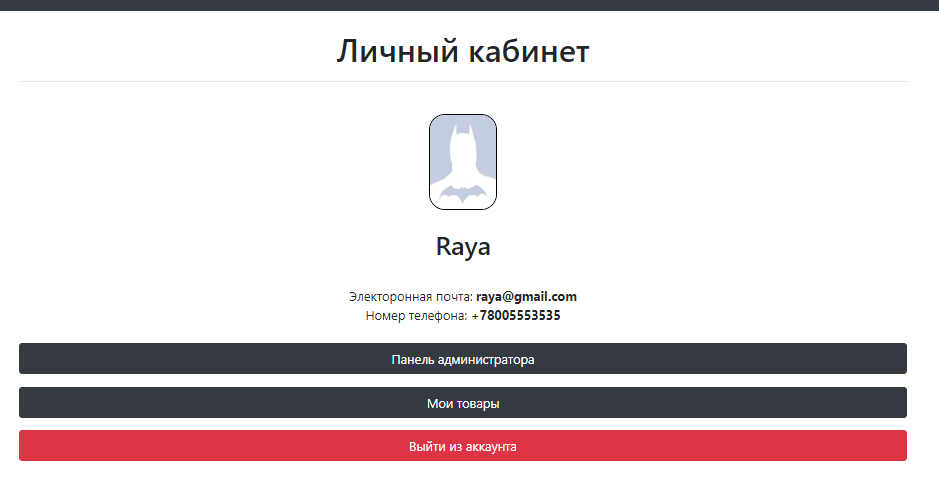 Личный кабинет
Raya
Электоронная почта: raya@gmail.com
Номер телефона: +78005553535
Панель администратора
Мои товары
Выйти из аккаунта